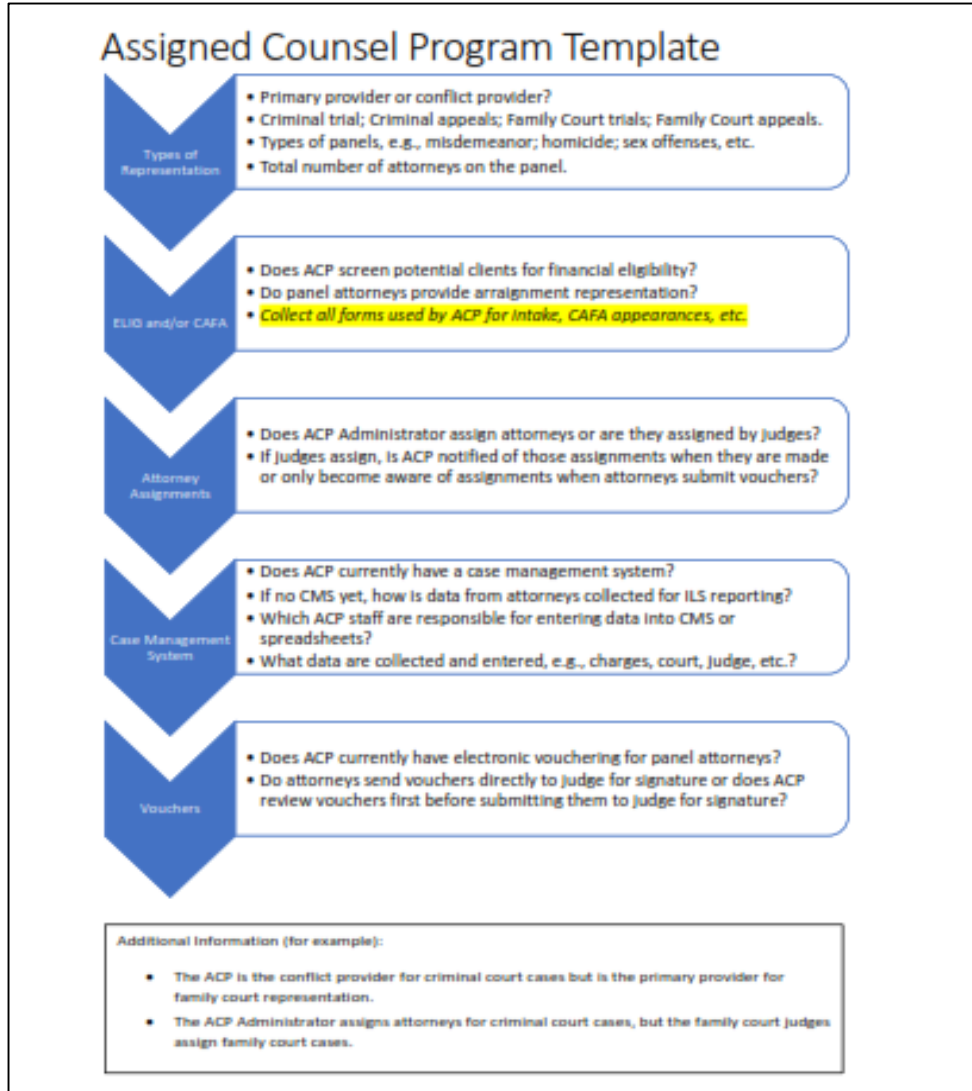 Assigned Counsel Program Template
Types of
Representation
• Primary provider or conflict provider?
• Criminal trial; Criminal appeals; Family Court trials; Family Court appeals.
• Types of panels, e.g., misdemeanor; homicide; sex offenses, etc.
• Total number of attorneys on the panel.
ELIG and/or CAFA
• Does ACP screen potential clients for financial eligibility?
• Do panel attorneys provide arraignment representation?
• Collect all forms used by ACP for intake, CAFA appearances, etc.
Attorney
Assignments
• Does ACP Administrator assign attorneys or are they assigned by judges?
• If judges assign, is ACP notified of those assignments when they are made
or only become aware of assignments when attorneys submit vouchers?
Case Management
System
• Does ACP currently have a case management system?
• If no CMS yet, how is data from attorneys collected for ILS reporting?
• Which ACP staff are responsible for entering data into CMS or
spreadsheets?
• What data are collected and entered, e.g., charges, court, judge, etc.?
Vouchers
• Does ACP currently have electronic vouchering for panel attorneys?
• Do attorneys send vouchers directly to judge for signature or does ACP
review vouchers first before submitting them to judge for signature?
Additional Information (for example):
• The ACP is the conflict provider for criminal court cases but is the primary provider for
family court representation.
• The ACP Administrator assigns attorneys for criminal court cases, but the family court judges
assign family court cases.